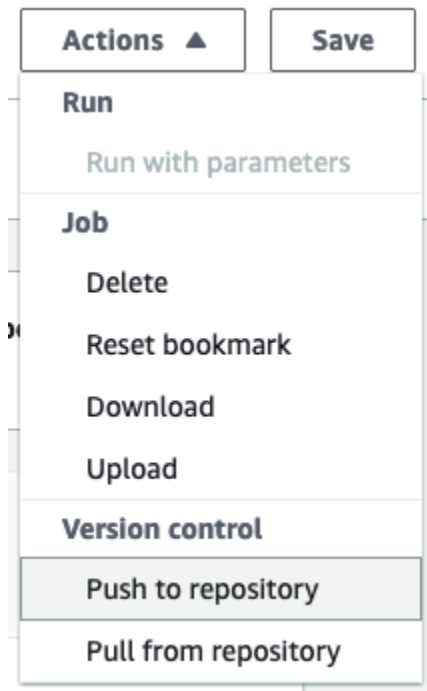 Actions ▲ Save
Run
Run with parameters
Job
Delete
Reset bookmark
Download
Upload
Version control
Push to repository
Pull from repository